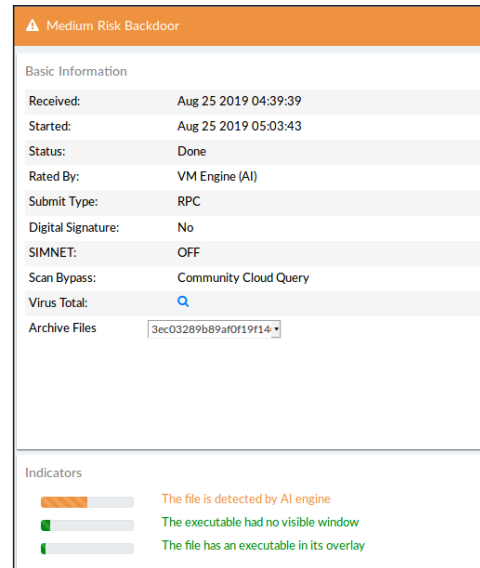 Medium Risk Backdoor
Basic Information
Received: Aug 25 2019 04:39:39
Started: Aug 25 2019 05:03:43
Status: Done
Rated By: VM Engine (AI)
Submit Type: RPC
Digital Signature: No
SIMNET: OFF
Scan Bypass: Community Cloud Query
Virus Total:
Archive Files 3ec03289b89af0f19f14
Indicators
The file is detected by AI engine
The executable had no visible window
The file has an executable in its overlay